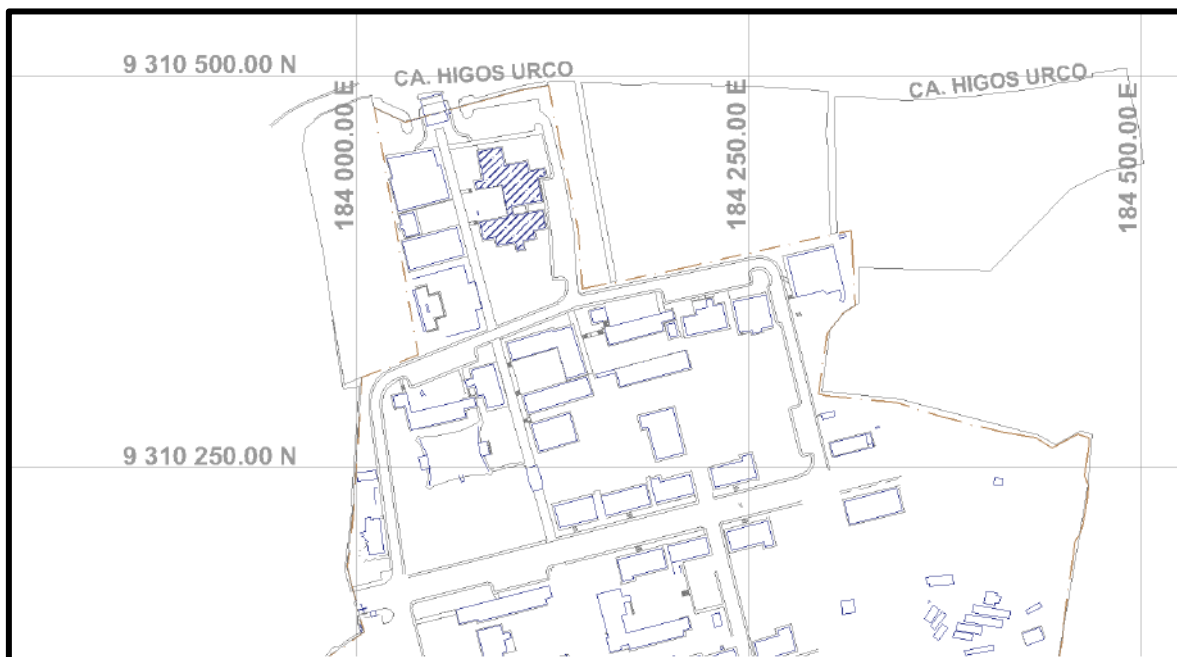 9 310 500.00 N
CA. HIGOS URCO
CA. HIGOS URCO
184 000.00 E
184 250.00 E
184 500.00 E
9 310 250.00 N